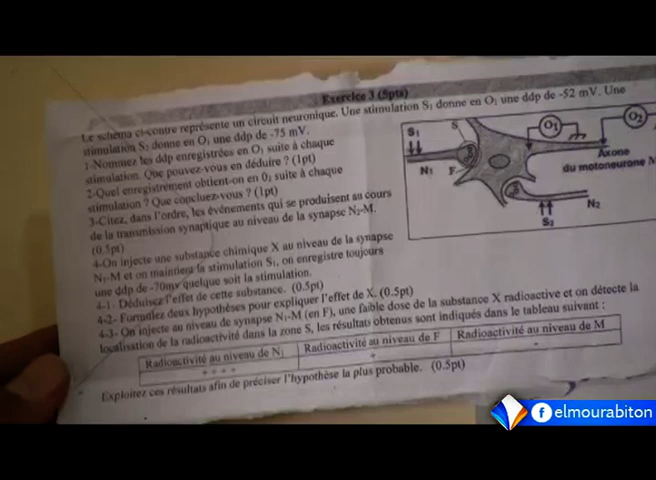 Exercice 3 (5pts)
Le schéma ci-contre représente un circuit neuronique. Une stimulation S₁ donne en O₁ une ddp de -52 mV. Une
stimulation S₂ donne en O₁ une ddp de -75 mV.
1-Nommez les ddp enregistrées en O₁ suite à chaque
stimulation. Que pouvez-vous en déduire ? (1pt)
2-Quel enregistrement obtient-on en 0₂ suite à chaque
stimulation ? Que concluez-vous ? (1pt)
3-Citez, dans l'ordre, les événements qui se produisent au cours
de la transmission synaptique au niveau de la synapse N₂-M.
(0.5pt)
4-On injecte une substance chimique X au niveau de la synapse
N₁-M et on maintient la stimulation S₁, on enregistre toujours
une ddp de -70mv quelque soit la stimulation.
4-1- Déduisez l'effet de cette substance. (0.5pt)
4-2- Formulez deux hypothèses pour expliquer l'effet de X. (0.5pt)
4-3- On injecte au niveau de synapse N₁-M (en F), une faible dose de la substance X radioactive et on détecte la
localisation de la radioactivité dans la zone S, les résultats obtenus sont indiqués dans le tableau suivant :
Radioactivité au niveau de N₁ Radioactivité au niveau de F Radioactivité au niveau de M
+ + + + + -
Exploitez ces résultats afin de préciser l'hypothèse la plus probable. (0.5pt)
S₁
S
O₁
O₂
N₁
F
Axone
du motoneurone M
N₂
S₂
f elmourabiton